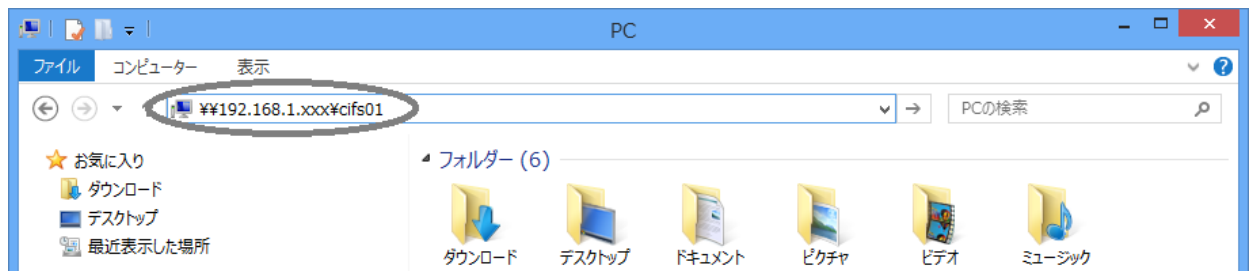 PC
ファイル コンピューター 表示
¥¥192.168.1.xxx¥cifs01 PCの検索
お気に入り
ダウンロード
デスクトップ
最近表示した場所
フォルダー (6)
ダウンロード デスクトップ ドキュメント ピクチャ ビデオ ミュージック